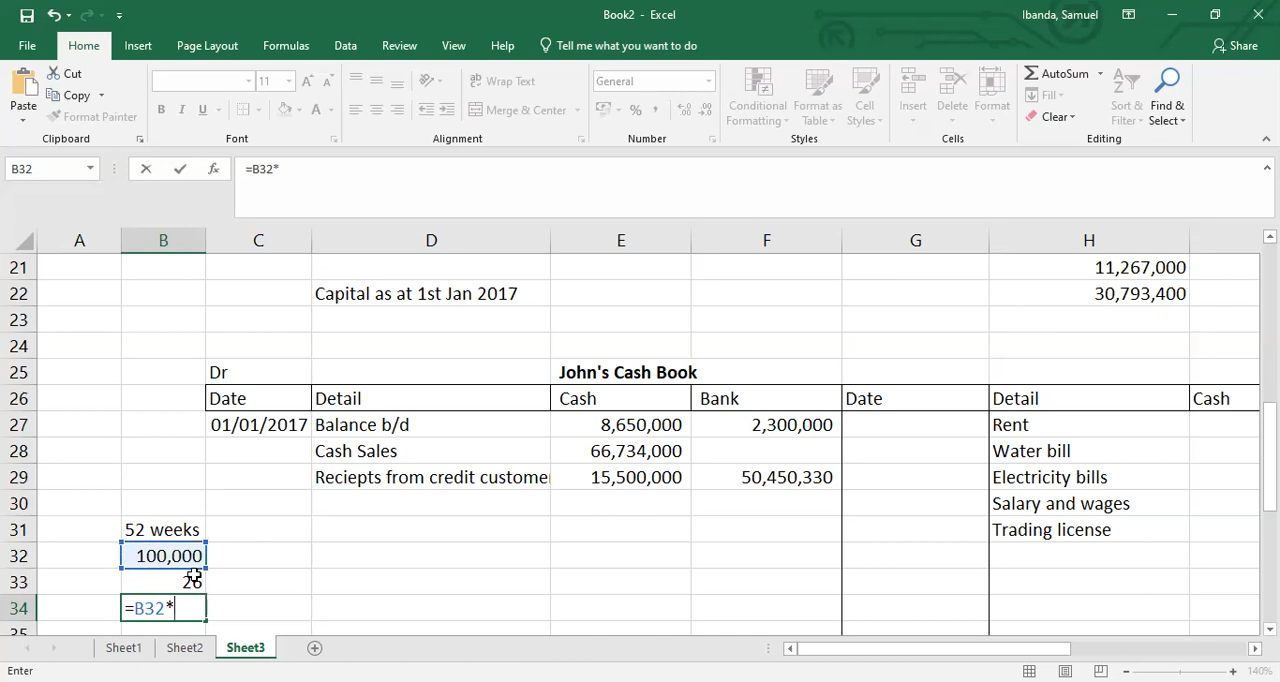 Book2 - Excel
Ibanda, Samuel
File Home Insert Page Layout Formulas Data Review View Help Tell me what you want to do Share
Paste Cut Copy Format Painter
11 Wrap Text Merge & Center General
Conditional Formatting Format as Table Cell Styles Insert Delete Format
AutoSum Fill Clear Sort & Filter Find & Select
Clipboard Font Alignment Number Styles Cells Editing
B32 fx =B32*
A B C D E F G H
21 11,267,000
22 Capital as at 1st Jan 2017 30,793,400
23
24
25 Dr John's Cash Book
26 Date Detail Cash Bank Date Detail Cash
27 01/01/2017 Balance b/d 8,650,000 2,300,000 Rent
28 Cash Sales 66,734,000 Water bill
29 Reciepts from credit custome 15,500,000 50,450,330 Electricity bills
30 Salary and wages
31 52 weeks Trading license
32 100,000
33 26
34 =B32*
35
Sheet1 Sheet2 Sheet3
Enter 140%